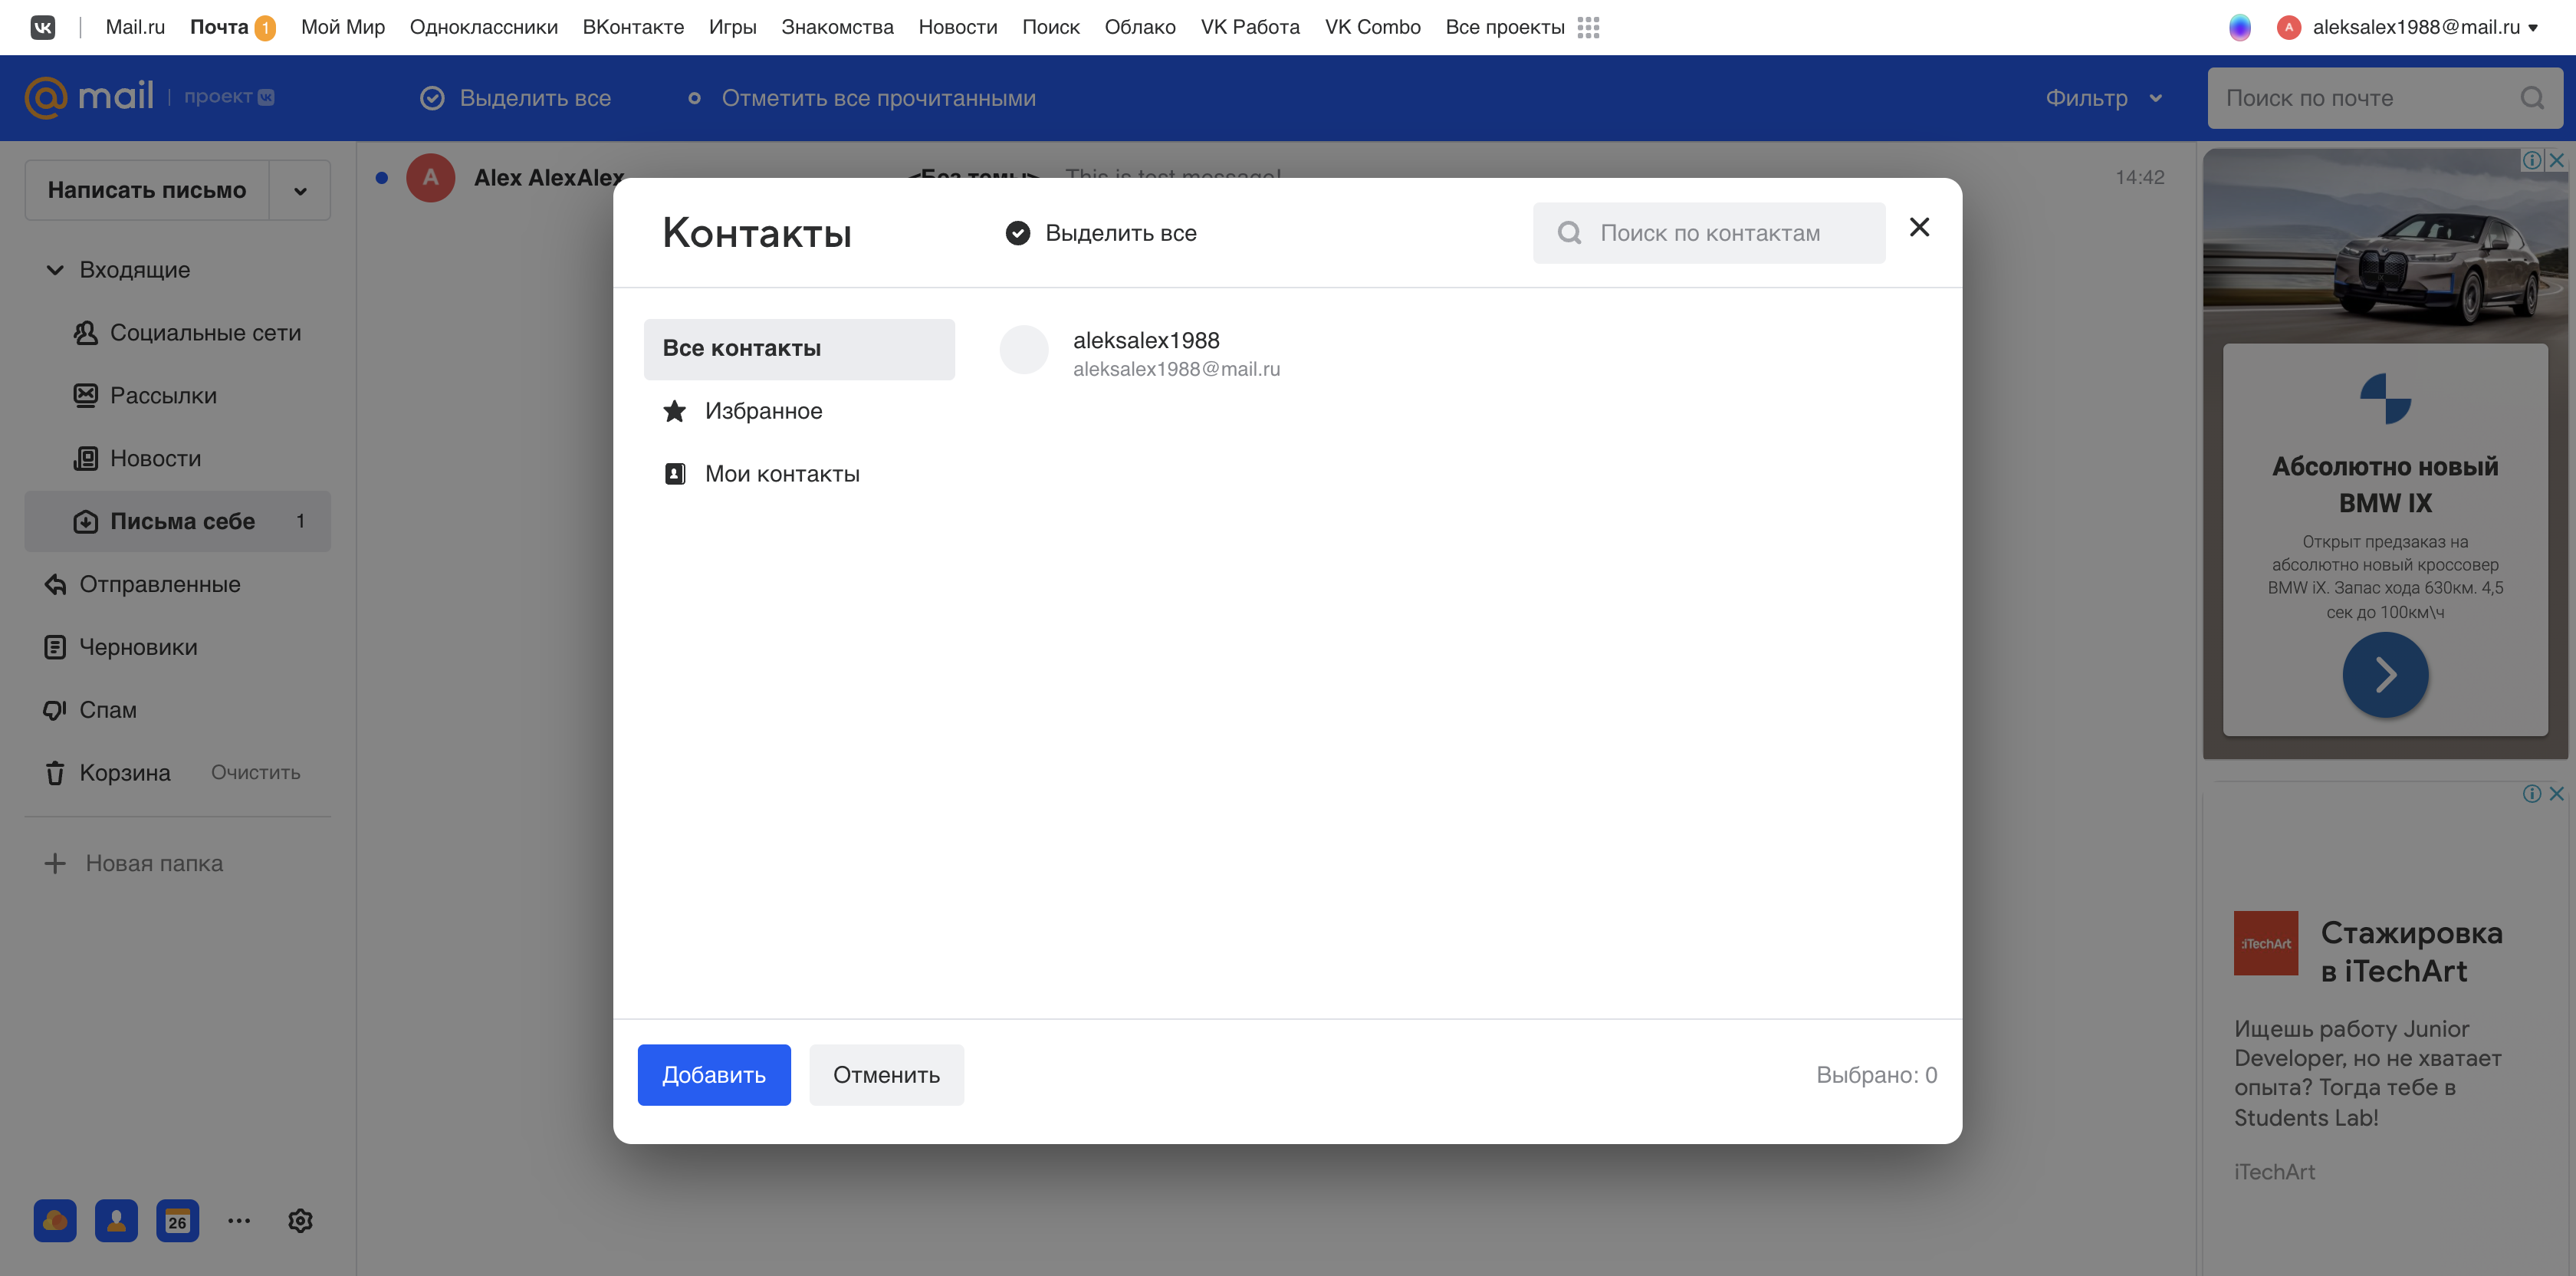 Mail.ru Почта 1 Мой Мир Одноклассники ВКонтакте Игры Знакомства Новости Поиск Облако VK Работа VK Combo Все проекты A aleksalex1988@mail.ru
@mail проект Выделить все Отметить все прочитанными Фильтр Поиск по почте
Написать письмо
Входящие
Социальные сети
Рассылки
Новости
Письма себе 1
Отправленные
Черновики
Спам
Корзина Очистить
Новая папка
26
A Alex AlexAlex <Без темы> This is test message! 14:42
Контакты Выделить все Поиск по контактам
Все контакты
Избранное
Мои контакты
aleksalex1988
aleksalex1988@mail.ru
Добавить Отменить Выбрано: 0
Абсолютно новый
BMW IX
Открыт предзаказ на
абсолютно новый кроссовер
BMW iX. Запас хода 630км. 4,5
сек до 100км\ч
iTechArt
Стажировка
в iTechArt
Ищешь работу Junior
Developer, но не хватает
опыта? Тогда тебе в
Students Lab!
iTechArt